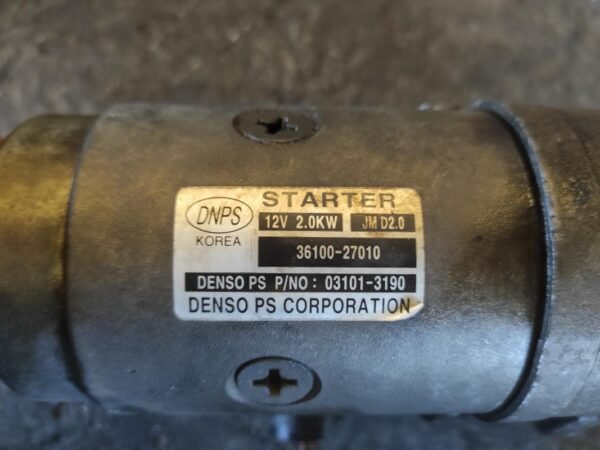 STARTER
DNPS
12V 2.0KW JM D2.0
KOREA
36100-27010
DENSO PS P/NO: 03101-3190
DENSO PS CORPORATION